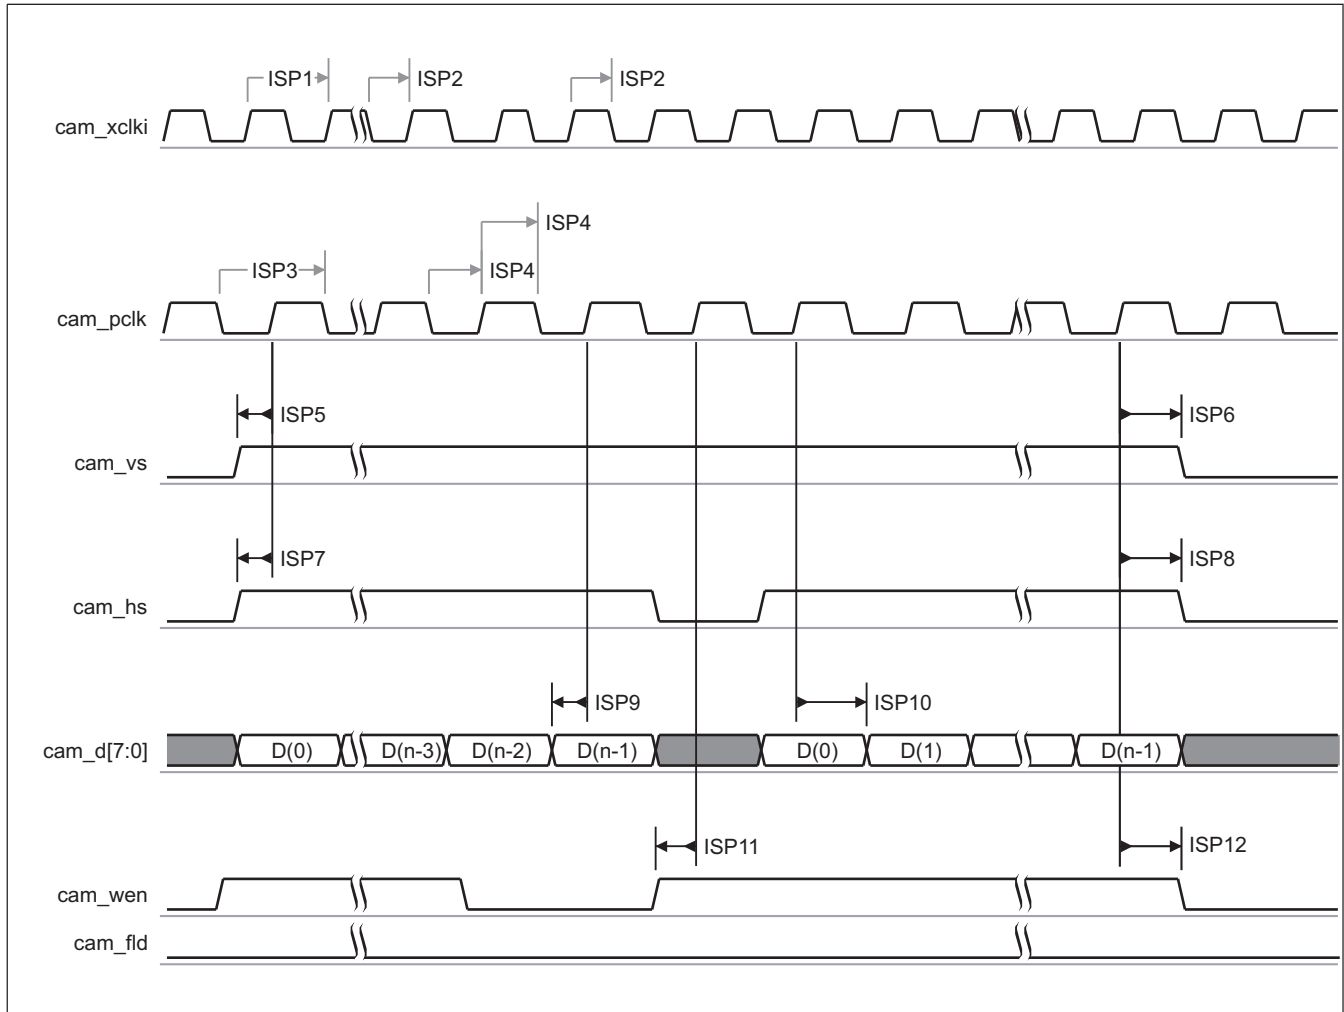 ISP1 ISP2 ISP2
cam_xclki
ISP4
ISP3 ISP4
cam_pclk
ISP5 ISP6
cam_vs
ISP7 ISP8
cam_hs
ISP9 ISP10
cam_d[7:0] D(0) D(n-3) D(n-2) D(n-1) D(0) D(1) D(n-1)
ISP11 ISP12
cam_wen
cam_fld